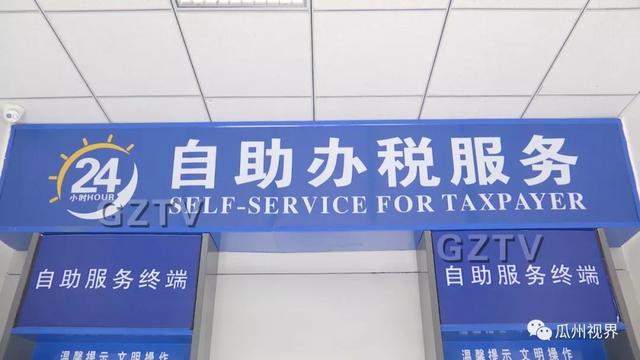 24
小时HOUR
自助办税服务
SELF-SERVICE FOR TAXPAYER
GZTV
GZTV
自助服务终端
自助服务终端
温馨提示 文明操作
温馨提示 文明操作
瓜州视界